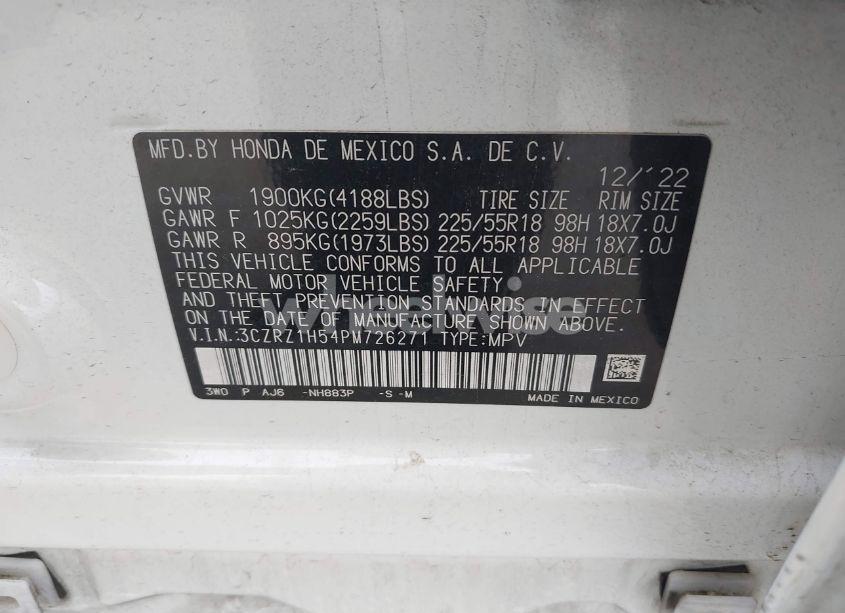 MFD.BY HONDA DE MEXICO S.A. DE C.V. 12/'22
GVWR 1900KG(4188LBS) TIRE SIZE RIM SIZE
GAWR F 1025KG(2259LBS) 225/55R18 98H 18X7.0J
GAWR R 895KG(1973LBS) 225/55R18 98H 18X7.0J
THIS VEHICLE CONFORMS TO ALL APPLICABLE
FEDERAL MOTOR VEHICLE SAFETY
AND THEFT PREVENTION STANDARDS IN EFFECT
ON THE DATE OF MANUFACTURE SHOWN ABOVE.
V.I.N:3CZRZ1H54PM726271 TYPE:MPV
3W0 P AJ6 -NH883P -S -M MADE IN MEXICO
wheelwise